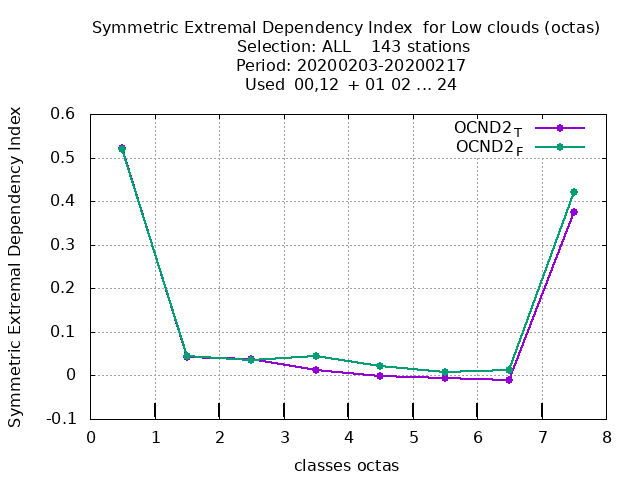 Symmetric Extremal Dependency Index  for Low clouds (octas)
Selection: ALL    143 stations
Period: 20200203-20200217
Used  00,12  + 01 02 ... 24
Symmetric Extremal Dependency Index
0.6
0.5
0.4
0.3
0.2
0.1
0
-0.1
OCND2T
OCND2F
0 1 2 3 4 5 6 7 8
classes octas